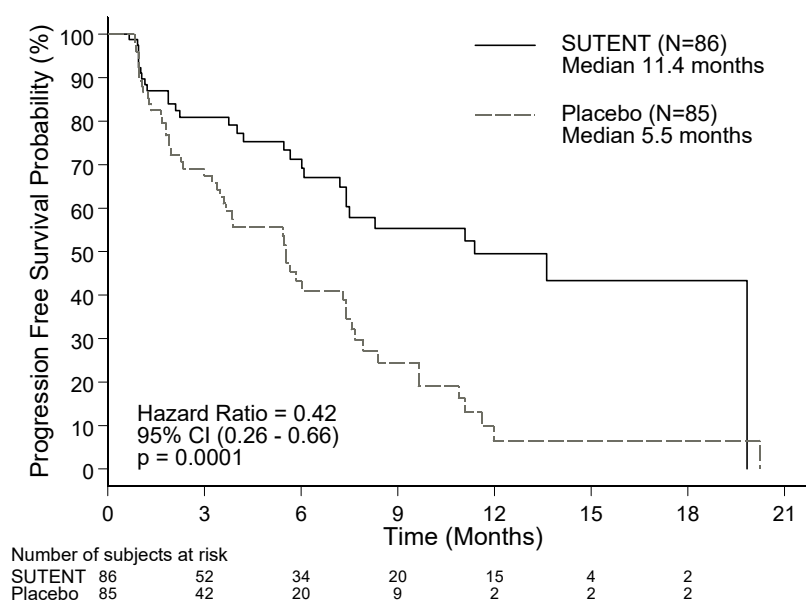 Progression Free Survival Probability (%)
100
90
80
70
60
50
40
30
20
10
0
SUTENT (N=86)
Median 11.4 months
Placebo (N=85)
Median 5.5 months
Hazard Ratio = 0.42
95% CI (0.26 - 0.66)
p = 0.0001
0 3 6 9 12 15 18 21
Time (Months)
Number of subjects at risk
SUTENT 86 52 34 20 15 4 2
Placebo 85 42 20 9 2 2 2